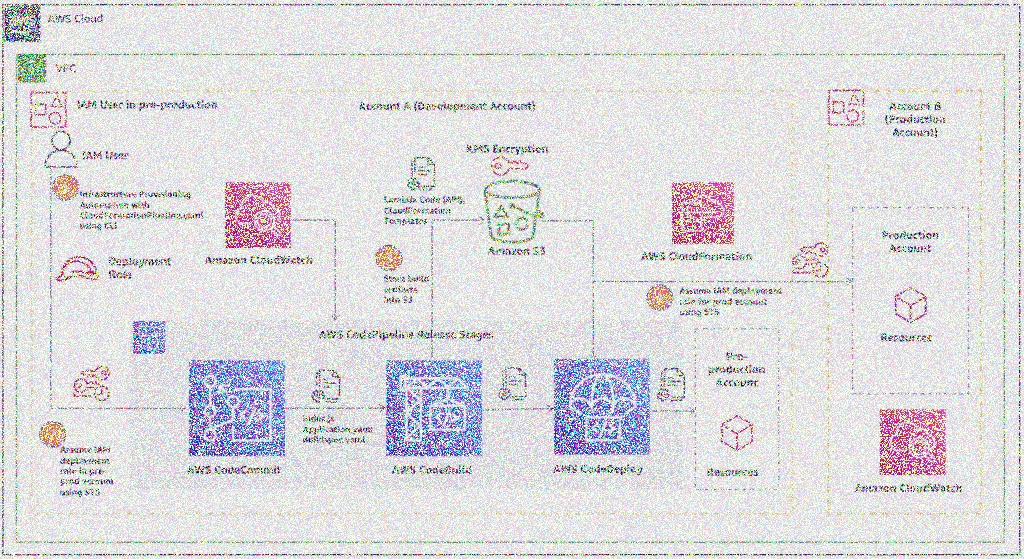 AWS Cloud
VPC
IAM User in pre-production
Account A (Development Account)
Account B
(Production
Account)
IAM User
KMS Encryption
Infrastructure Provisioning
Automation with
using CLI
Lambda Code (API),
CloudFormation
Templates
Amazon S3
Amazon CloudWatch
Deployment
Role
Store build
artifacts
into S3
AWS CloudFormation
Production
Account
Assume IAM deployment
role for prod account
using STS
Resources
AWS CodePipeline Release Stages
Pre-
production
Account
Index.js
Application.yaml
Assume IAM
deployment
role in pre-
prod account
using STS
AWS CodeCommit
AWS CodeBuild
AWS CodeDeploy
Resources
Amazon CloudWatch